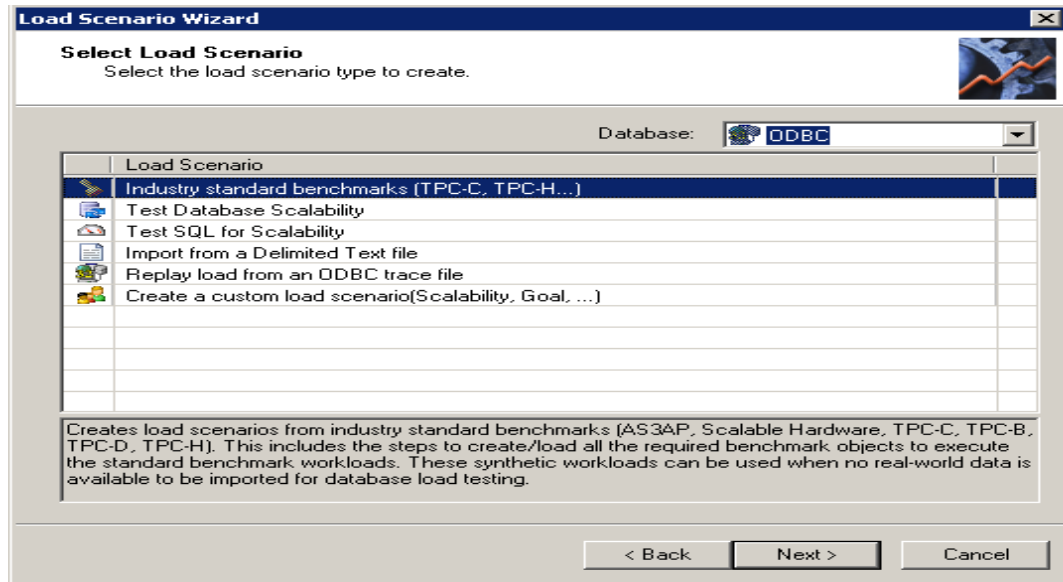 Load Scenario Wizard
Select Load Scenario
Select the load scenario type to create.
Database: ODBC
Load Scenario
Industry standard benchmarks (TPC-C, TPC-H...)
Test Database Scalability
Test SQL for Scalability
Import from a Delimited Text file
Replay load from an ODBC trace file
Create a custom load scenario(Scalability, Goal, ...)
Creates load scenarios from industry standard benchmarks (AS3AP, Scalable Hardware, TPC-C, TPC-B,
TPC-D, TPC-H). This includes the steps to create/load all the required benchmark objects to execute
the standard benchmark workloads. These synthetic workloads can be used when no real-world data is
available to be imported for database load testing.
< Back Next > Cancel